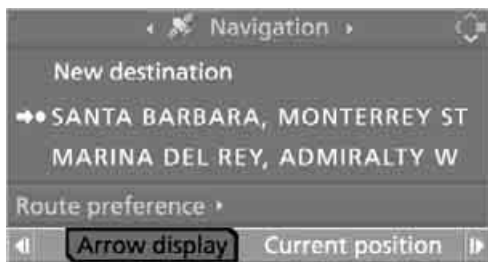 Navigation
New destination
SANTA BARBARA, MONTERREY ST
MARINA DEL REY, ADMIRALTY W
Route preference
Arrow display Current position